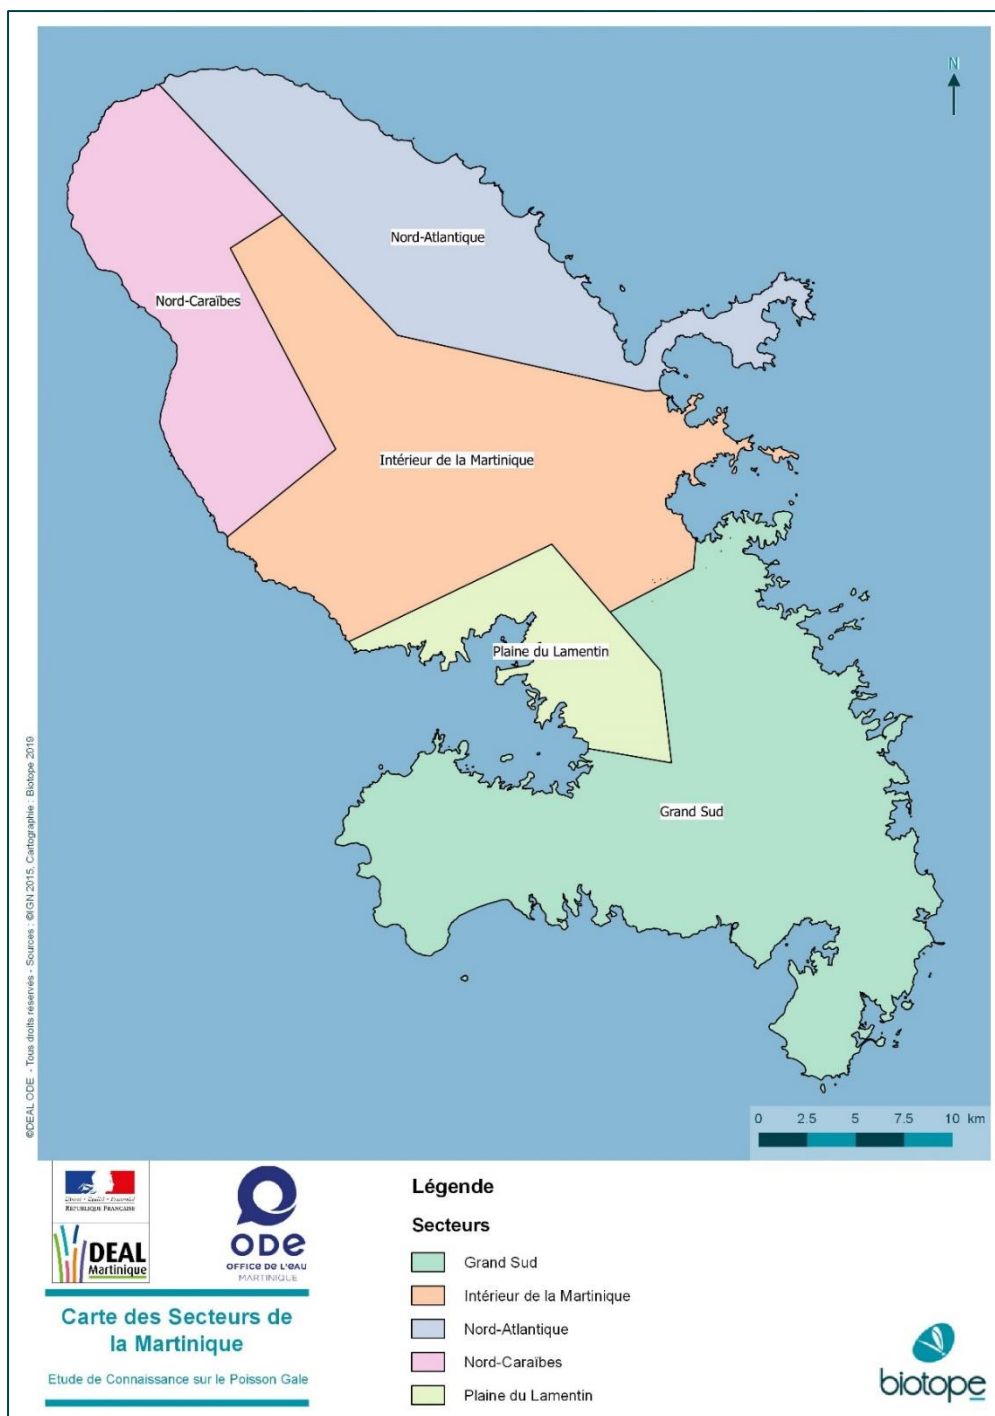 N
Nord-Atlantique
Nord-Caraïbes
Intérieur de la Martinique
Plaine du Lamentin
Grand Sud
0 2.5 5 7.5 10 km
©DEAL ODE - Tous droits réservés - Sources : ©IGN 2015, Cartographie : Biotope 2019
Liberté • Égalité • Fraternité
RÉPUBLIQUE FRANÇAISE
DEAL
Martinique
ODE
OFFICE DE L'EAU
MARTINIQUE
Carte des Secteurs de
la Martinique
Etude de Connaissance sur le Poisson Gale
Légende
Secteurs
Grand Sud
Intérieur de la Martinique
Nord-Atlantique
Nord-Caraïbes
Plaine du Lamentin
biotope